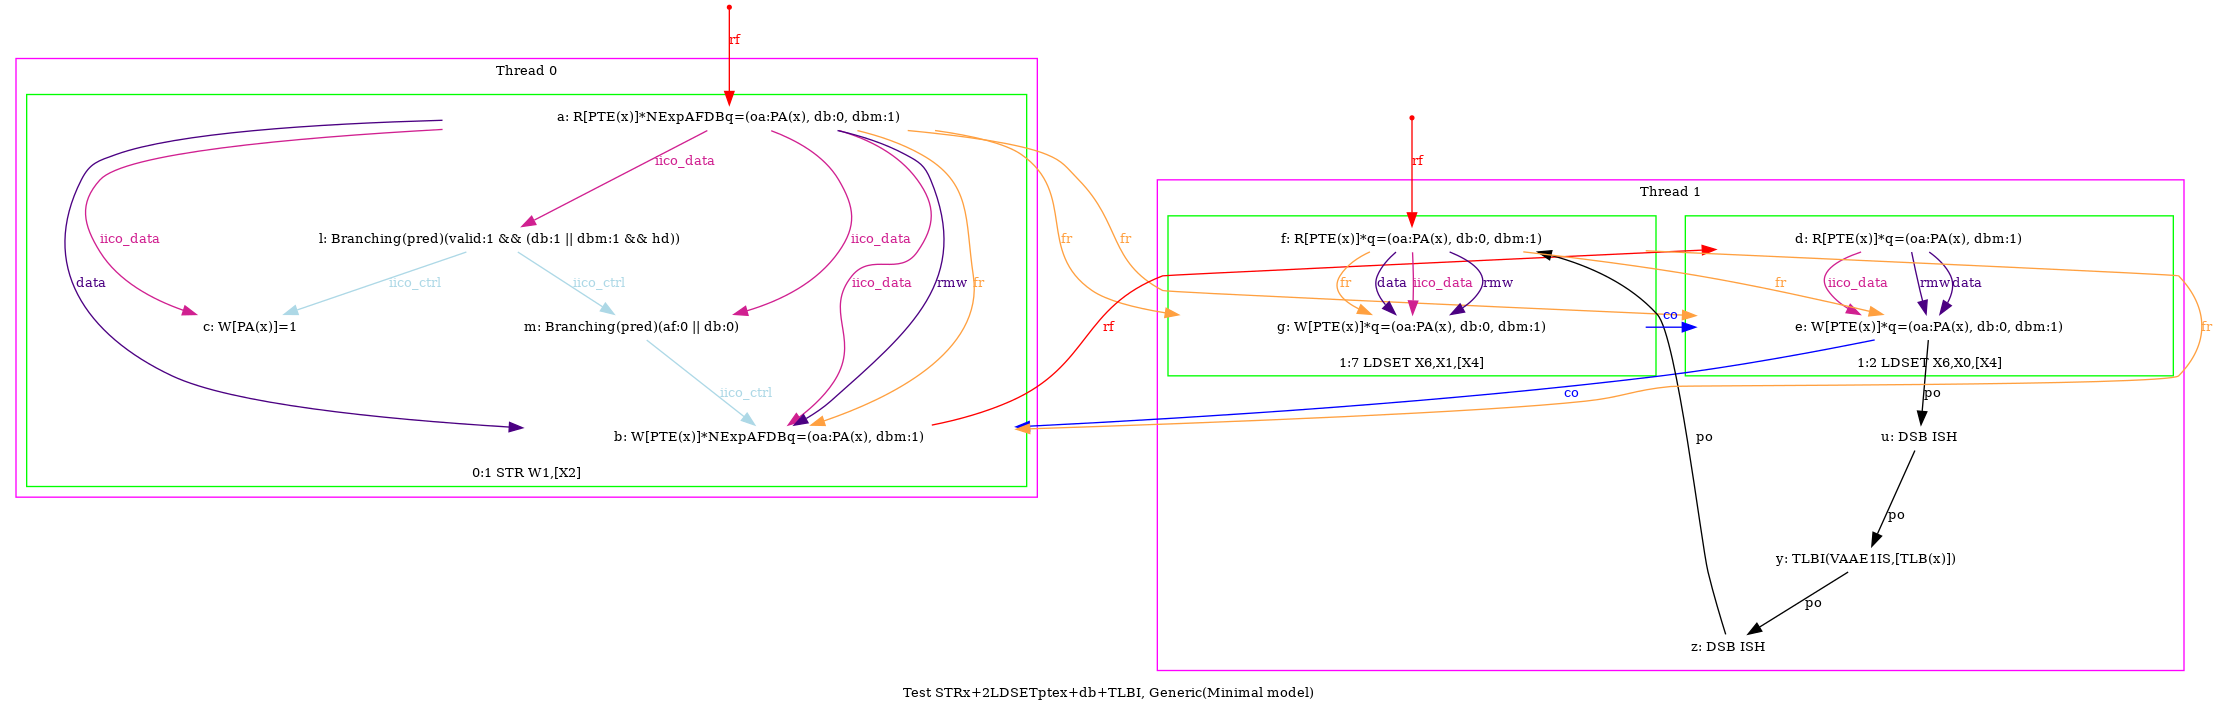 rf
Thread 0
a: R[PTE(x)]*NExpAFDBq=(oa:PA(x), db:0, dbm:1)
rf
iico_data
Thread 1
iico_data
l: Branching(pred)(valid:1 && (db:1 || dbm:1 && hd))
iico_data
fr
fr
f: R[PTE(x)]*q=(oa:PA(x), db:0, dbm:1)
d: R[PTE(x)]*q=(oa:PA(x), dbm:1)
data
iico_ctrl
iico_ctrl
iico_data
rmw
fr
fr
data
iico_data
rmw
fr
iico_data
rmw
data
c: W[PA(x)]=1
m: Branching(pred)(af:0 || db:0)
rf
g: W[PTE(x)]*q=(oa:PA(x), db:0, dbm:1)
co
e: W[PTE(x)]*q=(oa:PA(x), db:0, dbm:1)
fr
1:7 LDSET X6,X1,[X4]
1:2 LDSET X6,X0,[X4]
iico_ctrl
co
po
b: W[PTE(x)]*NExpAFDBq=(oa:PA(x), dbm:1)
po
u: DSB ISH
0:1 STR W1,[X2]
po
y: TLBI(VAAE1IS,[TLB(x)])
po
z: DSB ISH
Test STRx+2LDSETptex+db+TLBI, Generic(Minimal model)